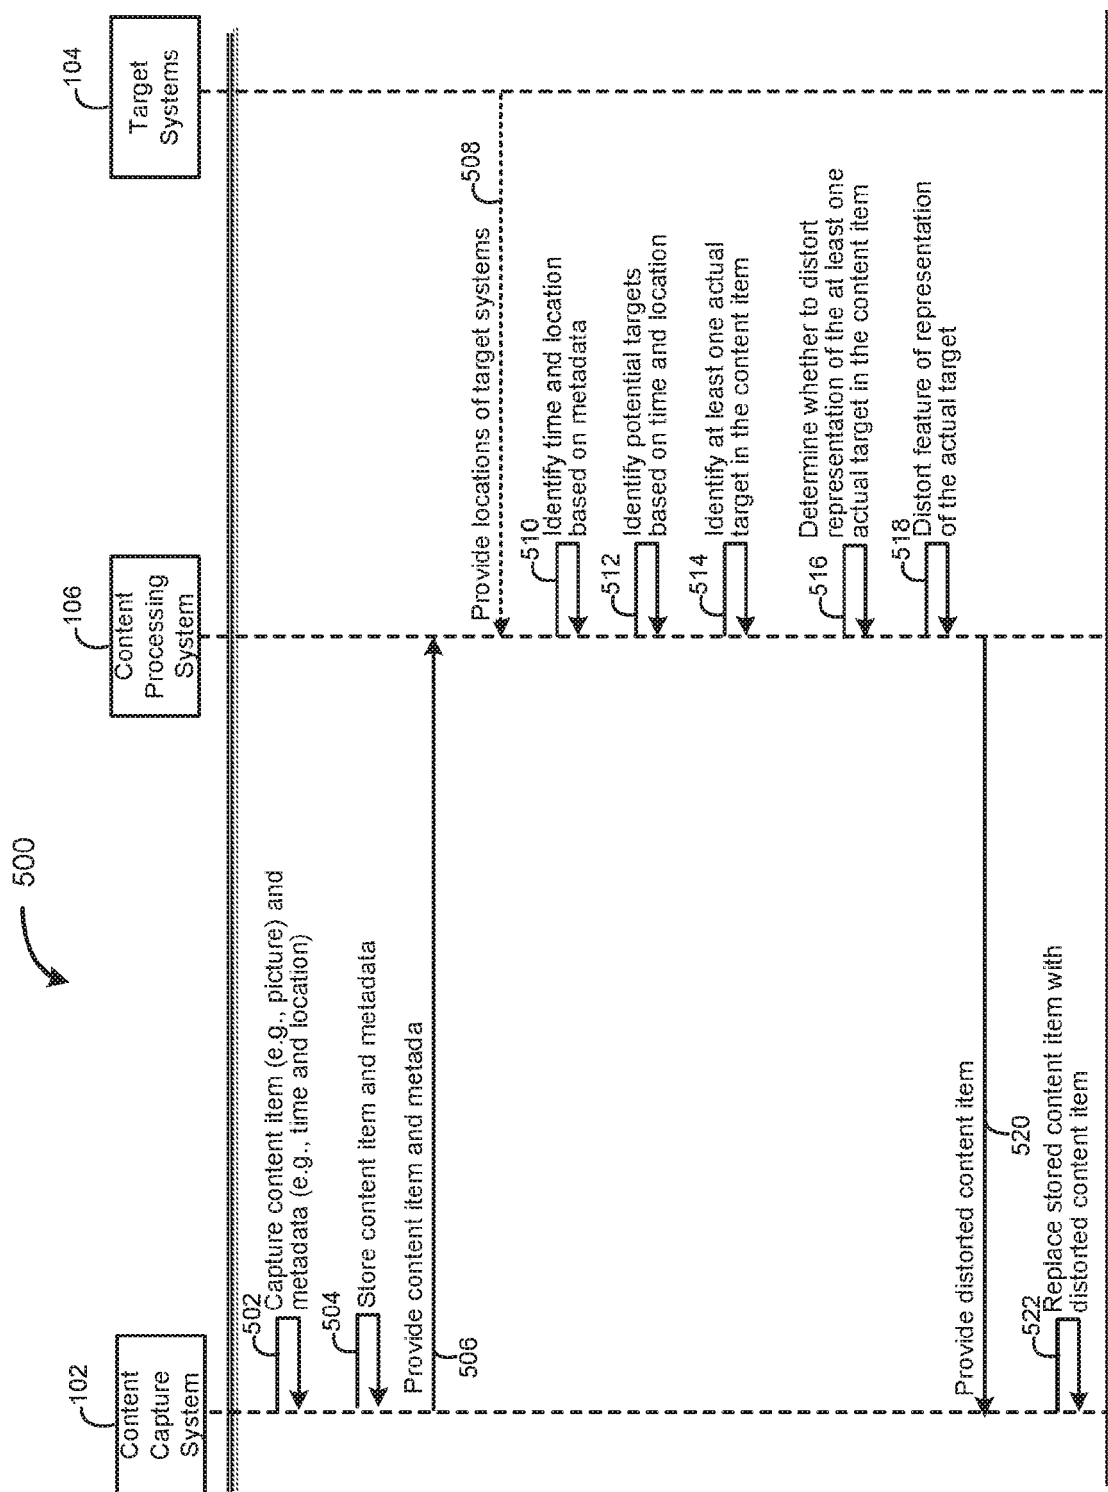 500
102
Content
Capture
System
106
Content
Processing
System
104
Target
Systems
502
Capture content item (e.g., picture) and
metadata (e.g., time and location)
504
Store content item and metadata
Provide content item and metada
506
Provide locations of target systems
508
510
Identify time and location
based on metadata
512
Identify potential targets
based on time and location
514
Identify at least one actual
target in the content item
516
Determine whether to distort
representation of the at least one
actual target in the content item
518
Distort feature of representation
of the actual target
Provide distorted content item
520
522
Replace stored content item with
distorted content item